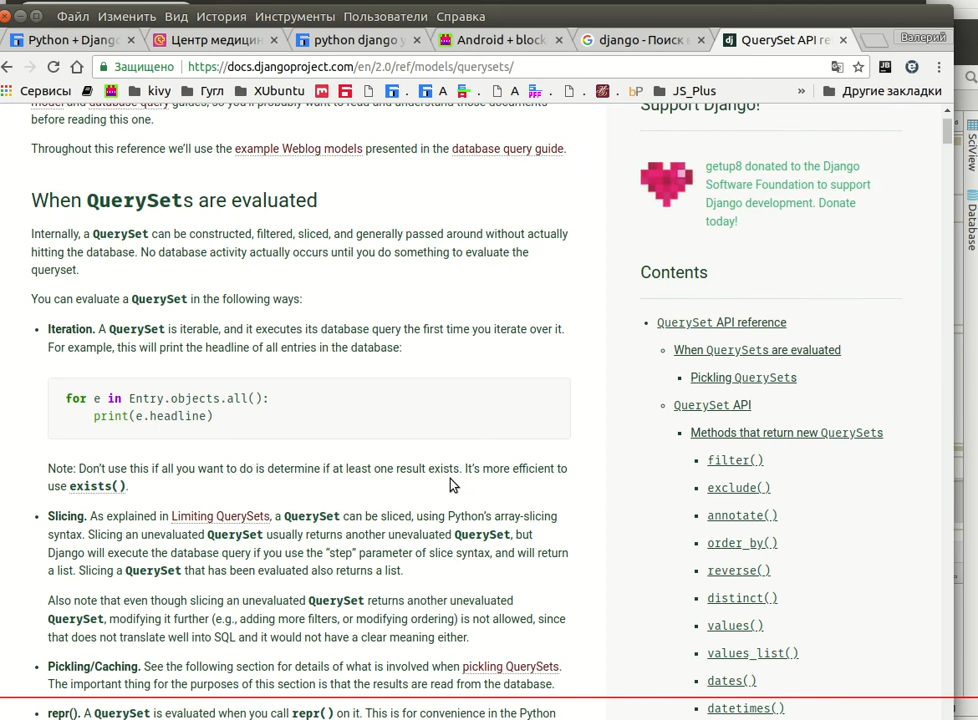 Файл Изменить Вид История Инструменты Пользователи Справка
Python + Djang
Центр медицин
python django y
Android + block
django - Поиск
QuerySet API re
Валерий
Защищено https://docs.djangoproject.com/en/2.0/ref/models/querysets/
Сервисы kivy Гугл XUbuntu A A bP JS_Plus » Другие закладки
before reading this one.
Throughout this reference we’ll use the example Weblog models presented in the database query guide.
When QuerySets are evaluated
Internally, a QuerySet can be constructed, filtered, sliced, and generally passed around without actually
hitting the database. No database activity actually occurs until you do something to evaluate the
queryset.
You can evaluate a QuerySet in the following ways:
Iteration. A QuerySet is iterable, and it executes its database query the first time you iterate over it.
For example, this will print the headline of all entries in the database:
for e in Entry.objects.all():
print(e.headline)
Note: Don’t use this if all you want to do is determine if at least one result exists. It’s more efficient to
use exists().
Slicing. As explained in Limiting QuerySets, a QuerySet can be sliced, using Python’s array-slicing
syntax. Slicing an unevaluated QuerySet usually returns another unevaluated QuerySet, but
Django will execute the database query if you use the “step” parameter of slice syntax, and will return
a list. Slicing a QuerySet that has been evaluated also returns a list.
Also note that even though slicing an unevaluated QuerySet returns another unevaluated
QuerySet, modifying it further (e.g., adding more filters, or modifying ordering) is not allowed, since
that does not translate well into SQL and it would not have a clear meaning either.
Pickling/Caching. See the following section for details of what is involved when pickling QuerySets.
The important thing for the purposes of this section is that the results are read from the database.
repr(). A QuerySet is evaluated when you call repr() on it. This is for convenience in the Python
Support Django!
getup8 donated to the Django
Software Foundation to support
Django development. Donate
today!
Contents
QuerySet API reference
When QuerySets are evaluated
Pickling QuerySets
QuerySet API
Methods that return new QuerySets
filter()
exclude()
annotate()
order_by()
reverse()
distinct()
values()
values_list()
dates()
datetimes()
SciView
Database